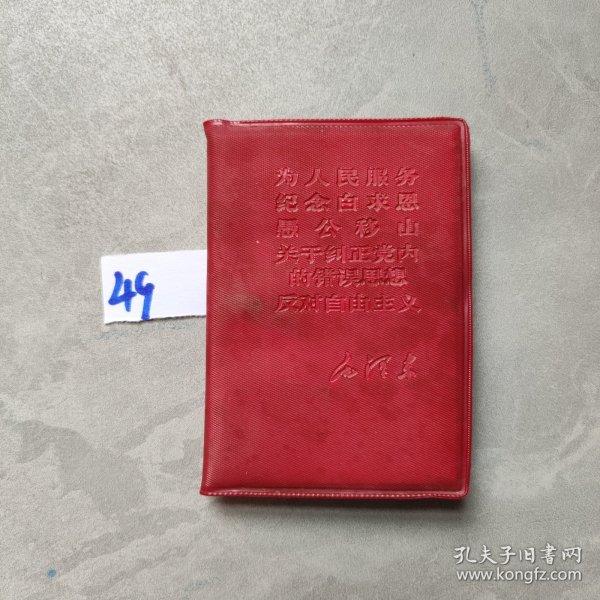 为人民服务
纪念白求恩
愚公移山
关于纠正党内
的错误思想
反对自由主义
毛泽东
49
孔夫子旧书网
www.kongfz.com